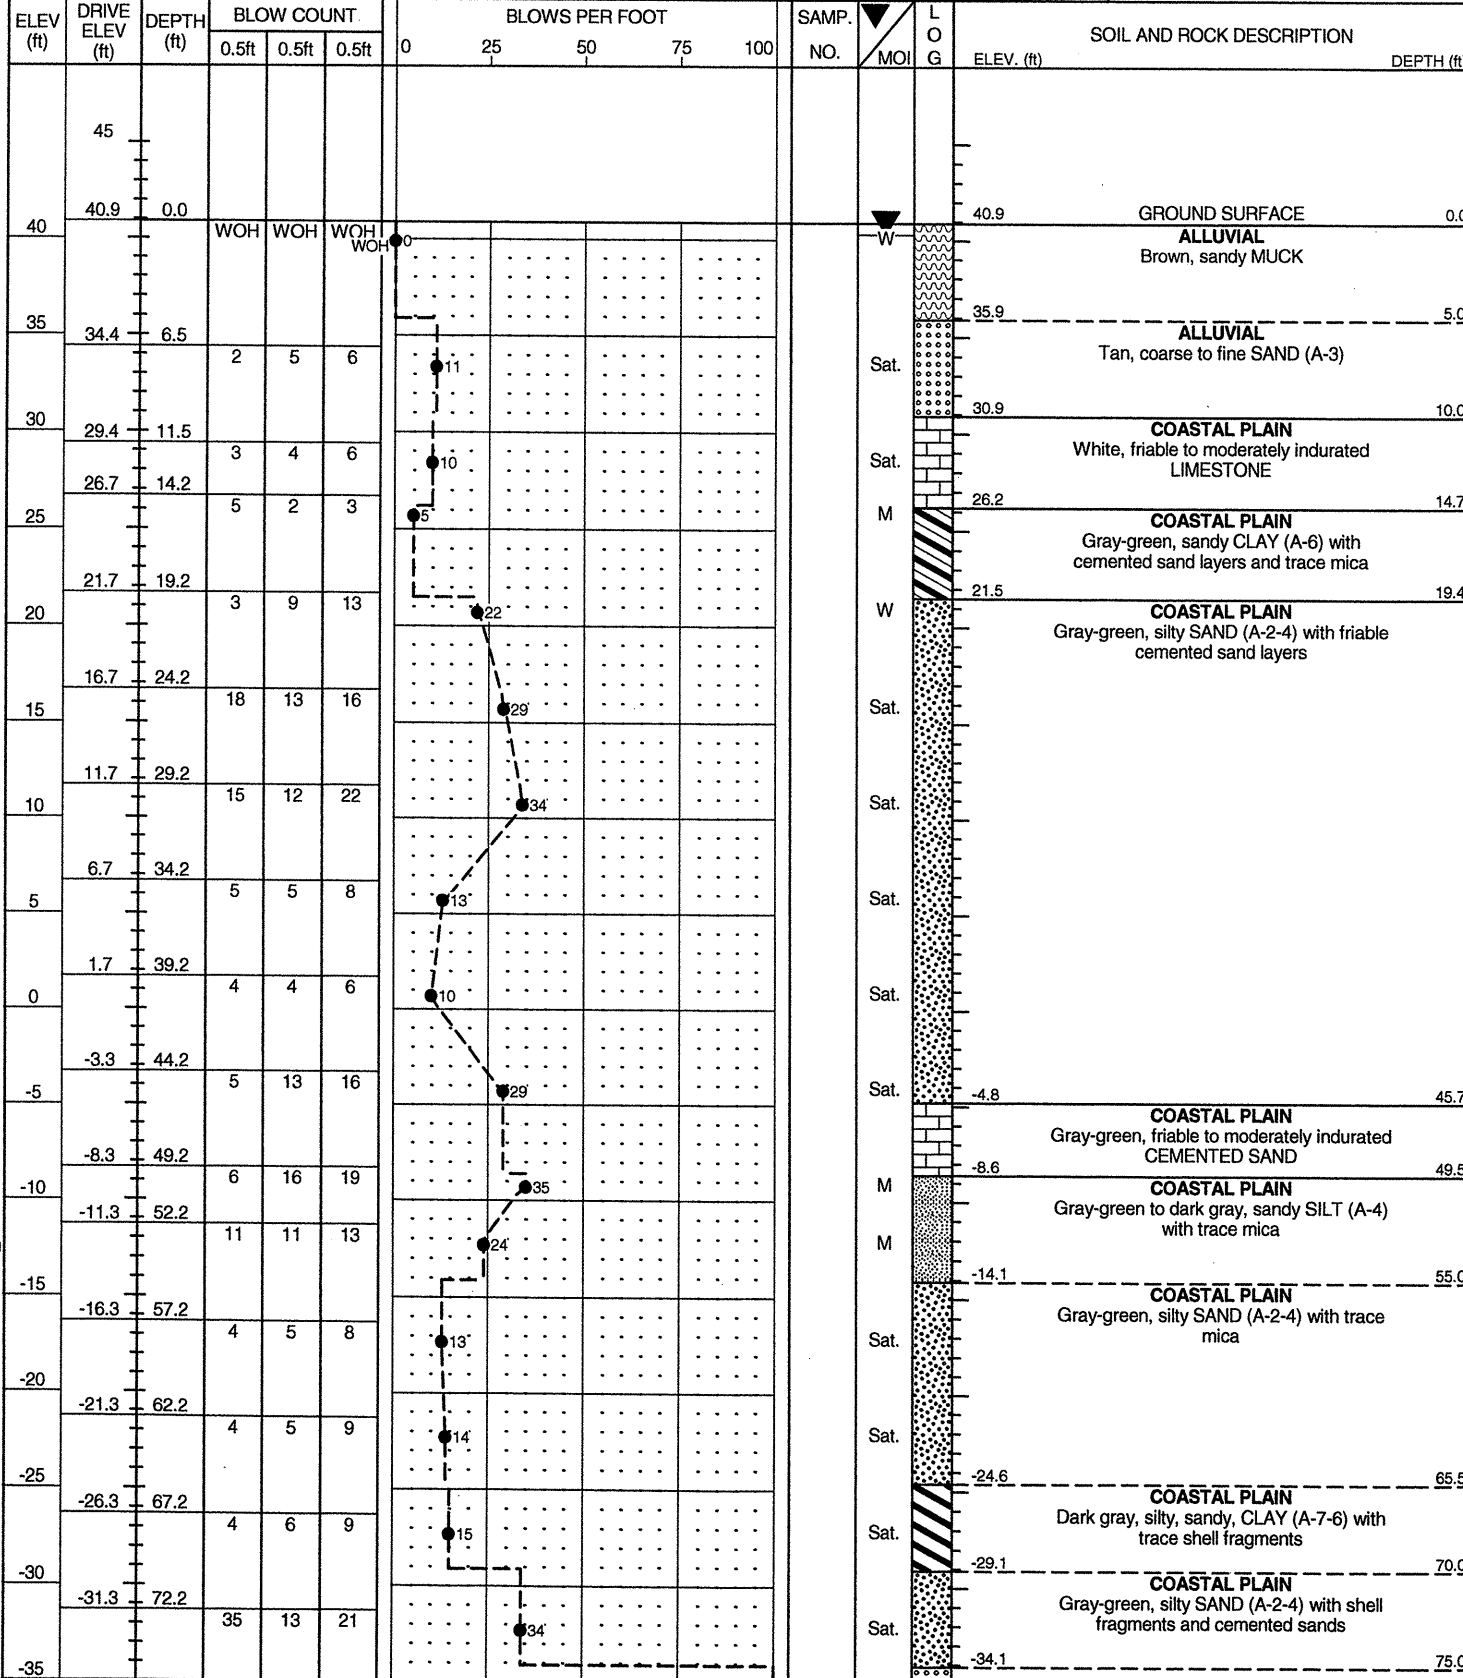 ELEV (ft) DRIVE ELEV (ft) DEPTH (ft) BLOW COUNT BLOWS PER FOOT SAMP. NO. MOI L O G SOIL AND ROCK DESCRIPTION
0.5ft 0.5ft 0.5ft 0 25 50 75 100 ELEV. (ft) DEPTH (ft)
45
40.9 0.0 40.9 GROUND SURFACE 0.0
40 WOH WOH WOH WOH 0 W ALLUVIAL
Brown, sandy MUCK
35.9 5.0
35 ALLUVIAL
34.4 6.5 Tan, coarse to fine SAND (A-3)
2 5 6 11 Sat.
30.9 10.0
30 COASTAL PLAIN
29.4 11.5 White, friable to moderately indurated
3 4 6 10 Sat. LIMESTONE
26.7 14.2 26.2 14.7
5 2 3 5 M COASTAL PLAIN
25 Gray-green, sandy CLAY (A-6) with
cemented sand layers and trace mica
21.7 19.2 21.5 19.4
3 9 13 22 W COASTAL PLAIN
20 Gray-green, silty SAND (A-2-4) with friable
cemented sand layers
16.7 24.2
18 13 16 29 Sat.
15
11.7 29.2
15 12 22 34 Sat.
10
6.7 34.2
5 5 8 13 Sat.
5
1.7 39.2
4 4 6 10 Sat.
0
-3.3 44.2
5 13 16 29 Sat.
-5 -4.8 45.7
COASTAL PLAIN
Gray-green, friable to moderately indurated
CEMENTED SAND
-8.3 49.2 -8.6 49.5
6 16 19 35 M COASTAL PLAIN
-10 Gray-green to dark gray, sandy SILT (A-4)
-11.3 52.2 with trace mica
11 11 13 24 M
-14.1 55.0
-15 COASTAL PLAIN
-16.3 57.2 Gray-green, silty SAND (A-2-4) with trace
4 5 8 13 Sat. mica
-20
-21.3 62.2
4 5 9 14 Sat.
-24.6 65.5
-25 COASTAL PLAIN
-26.3 67.2 Dark gray, silty, sandy, CLAY (A-7-6) with
4 6 9 15 Sat. trace shell fragments
-29.1 70.0
-30 COASTAL PLAIN
-31.3 72.2 Gray-green, silty SAND (A-2-4) with shell
35 13 21 34 Sat. fragments and cemented sands
-35 -34.1 75.0